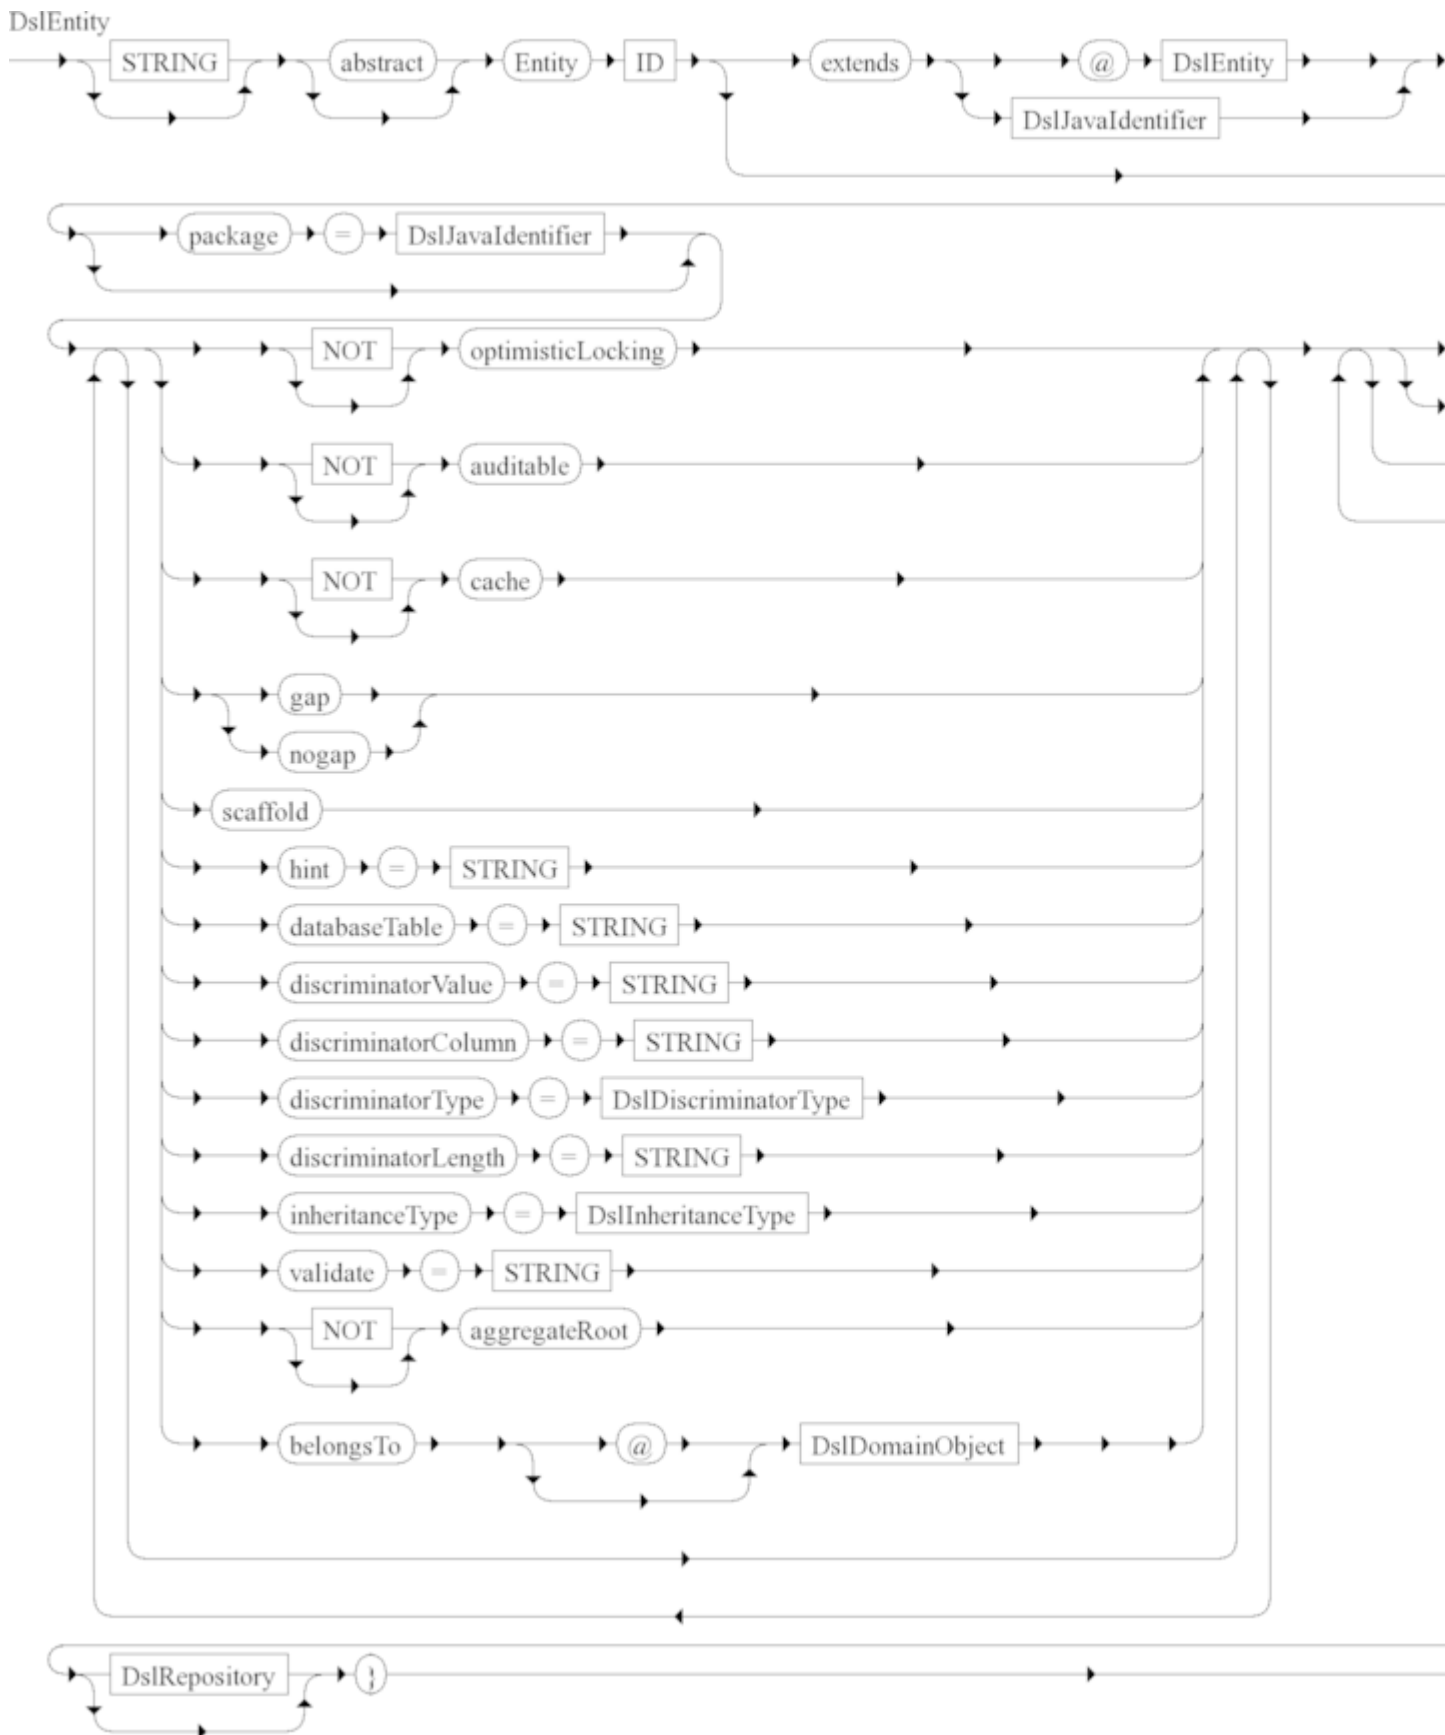 DslEntity
STRING abstract Entity ID extends @ DslEntity
DslJavaIdentifier
package = DslJavaIdentifier
NOT optimisticLocking
NOT auditable
NOT cache
gap
nogap
scaffold
hint = STRING
databaseTable = STRING
discriminatorValue = STRING
discriminatorColumn = STRING
discriminatorType = DslDiscriminatorType
discriminatorLength = STRING
inheritanceType = DslInheritanceType
validate = STRING
NOT aggregateRoot
belongsTo @ DslDomainObject
DslRepository }